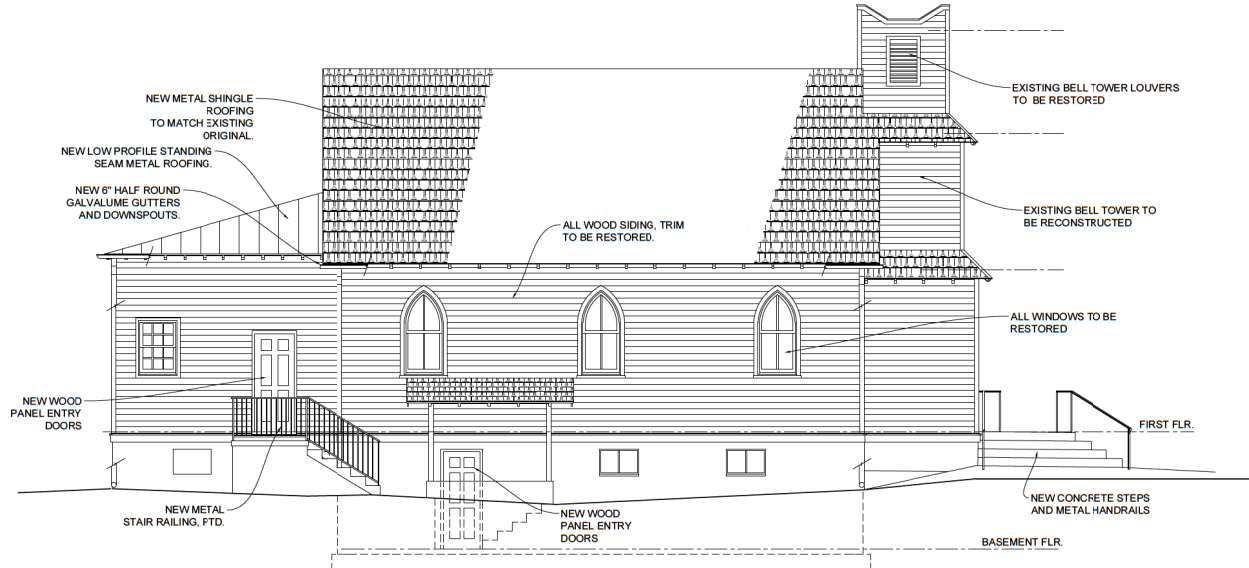 NEW METAL SHINGLE
ROOFING
TO MATCH EXISTING
ORIGINAL.
NEW LOW PROFILE STANDING
SEAM METAL ROOFING.
NEW 6" HALF ROUND
GALVALUME GUTTERS
AND DOWNSPOUTS.
ALL WOOD SIDING, TRIM
TO BE RESTORED.
EXISTING BELL TOWER LOUVERS
TO BE RESTORED
EXISTING BELL TOWER TO
BE RECONSTRUCTED
ALL WINDOWS TO BE
RESTORED
NEW WOOD
PANEL ENTRY
DOORS
FIRST FLR.
NEW METAL
STAIR RAILING, PTD.
NEW WOOD
PANEL ENTRY
DOORS
NEW CONCRETE STEPS
AND METAL HANDRAILS
BASEMENT FLR.